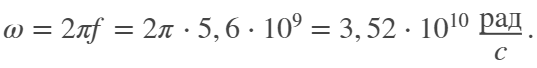 ω = 2πf = 2π · 5, 6 · 10⁹ = 3, 52 · 10¹⁰ рад/с.